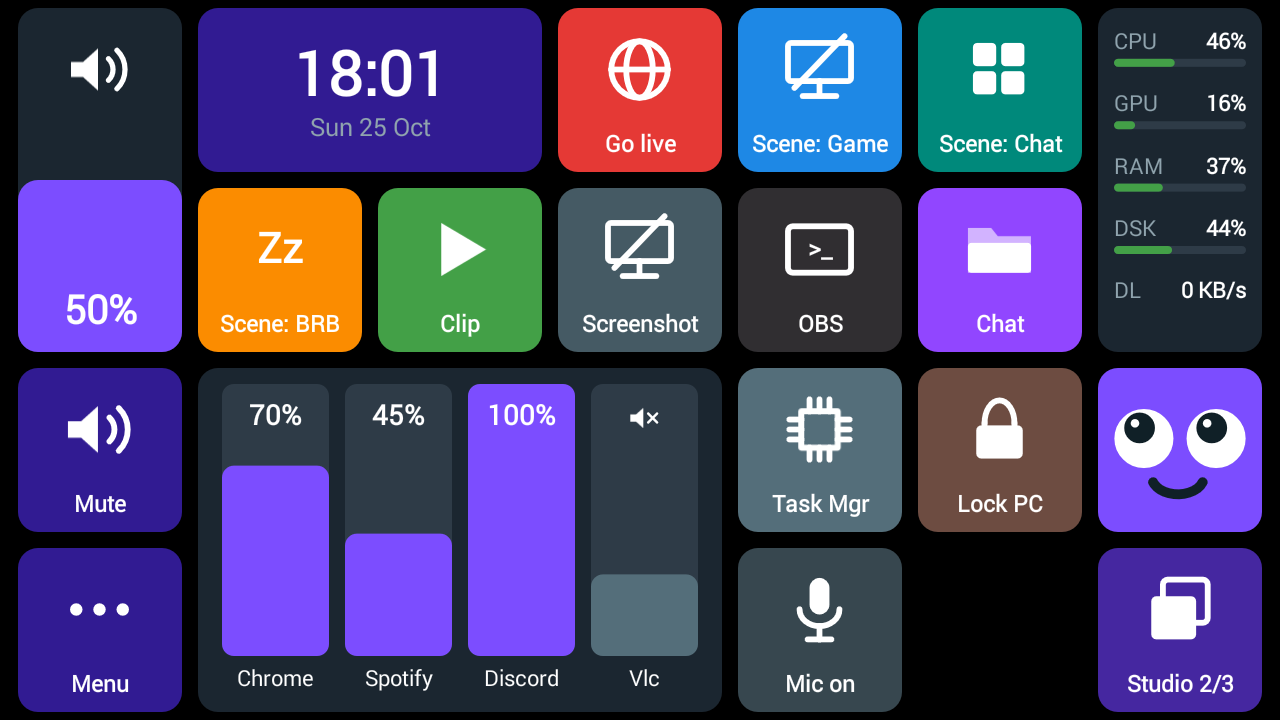 18:01
Sun 25 Oct
Go live
Scene: Game
Scene: Chat
CPU 46%
GPU 16%
RAM 37%
DSK 44%
DL 0 KB/s
50%
Zz
Scene: BRB
Clip
Screenshot
>_
OBS
Chat
Mute
70%
45%
100%
Chrome
Spotify
Discord
Vlc
Task Mgr
Lock PC
Menu
Mic on
Studio 2/3